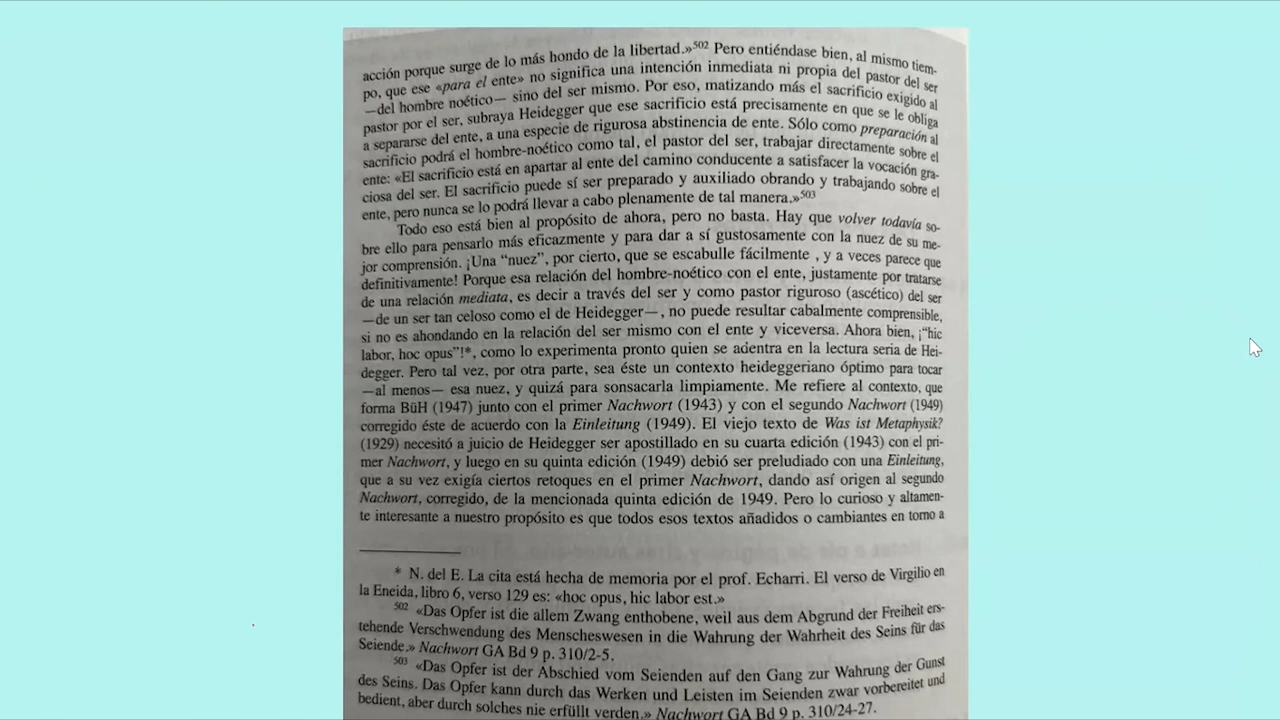 acción porque surge de lo más hondo de la libertad.»502 Pero entiéndase bien, al mismo tiem-
po, que ese «para el ente» no significa una intención inmediata ni propia del pastor del ser
—del hombre noético— sino del ser mismo. Por eso, matizando más el sacrificio exigido al
pastor por el ser, subraya Heidegger que ese sacrificio está precisamente en que se le obliga
a separarse del ente, a una especie de rigurosa abstinencia de ente. Sólo como preparación al
sacrificio podrá el hombre-noético como tal, el pastor del ser, trabajar directamente sobre el
ente: «El sacrificio está en apartar al ente del camino conducente a satisfacer la vocación gra-
ciosa del ser. El sacrificio puede sí ser preparado y auxiliado obrando y trabajando sobre el
ente, pero nunca se lo podrá llevar a cabo plenamente de tal manera.»503
Todo eso está bien al propósito de ahora, pero no basta. Hay que volver todavía so-
bre ello para pensarlo más eficazmente y para dar a sí gustosamente con la nuez de su me-
jor comprensión. ¡Una “nuez”, por cierto, que se escabulle fácilmente , y a veces parece que
definitivamente! Porque esa relación del hombre-noético con el ente, justamente por tratarse
de una relación mediata, es decir a través del ser y como pastor riguroso (ascético) del ser
—de un ser tan celoso como el de Heidegger—, no puede resultar cabalmente comprensible,
si no es ahondando en la relación del ser mismo con el ente y viceversa. Ahora bien, ¡“hic
labor, hoc opus”!*, como lo experimenta pronto quien se adentra en la lectura seria de Hei-
degger. Pero tal vez, por otra parte, sea éste un contexto heideggeriano óptimo para tocar
—al menos— esa nuez, y quizá para sonsacarla limpiamente. Me refiere al contexto, que
forma BüH (1947) junto con el primer Nachwort (1943) y con el segundo Nachwort (1949)
corregido éste de acuerdo con la Einleitung (1949). El viejo texto de Was ist Metaphysik?
(1929) necesitó a juicio de Heidegger ser apostillado en su cuarta edición (1943) con el pri-
mer Nachwort, y luego en su quinta edición (1949) debió ser preludiado con una Einleitung,
que a su vez exigía ciertos retoques en el primer Nachwort, dando así origen al segundo
Nachwort, corregido, de la mencionada quinta edición de 1949. Pero lo curioso y altamen-
te interesante a nuestro propósito es que todos esos textos añadidos o cambiantes en torno a
* N. del E. La cita está hecha de memoria por el prof. Echarri. El verso de Virgilio en
la Eneida, libro 6, verso 129 es: «hoc opus, hic labor est.»
502 «Das Opfer ist die allem Zwang enthobene, weil aus dem Abgrund der Freiheit ers-
tehende Verschwendung des Menscheswesen in die Wahrung der Wahrheit des Seins für das
Seiende.» Nachwort GA Bd 9 p. 310/2-5.
503 «Das Opfer ist der Abschied vom Seienden auf den Gang zur Wahrung der Gunst
des Seins. Das Opfer kann durch das Werken und Leisten im Seienden zwar vorbereitet und
bedient, aber durch solches nie erfüllt verden.» Nachwort GA Bd 9 p. 310/24-27.